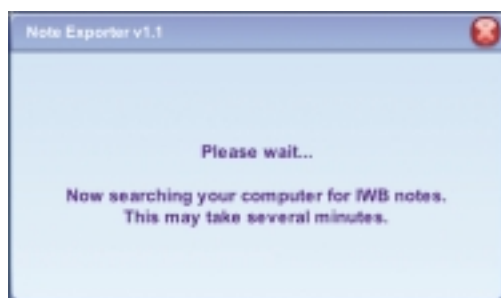 Note Exporter v1.1
Please wait...
Now searching your computer for IWB notes.
This may take several minutes.